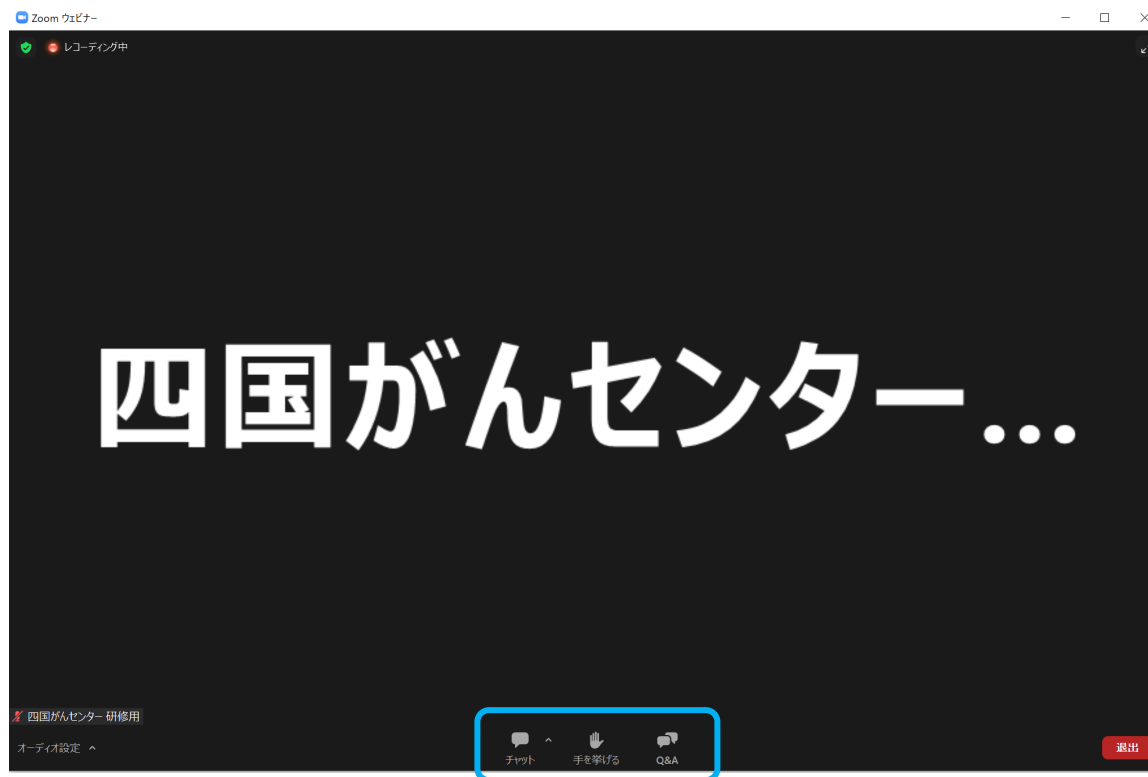 Zoom ウェビナー
レコーディング中
四国がんセンター...
四国がんセンター 研修用
オーディオ設定
チャット 手を挙げる Q&A
退出